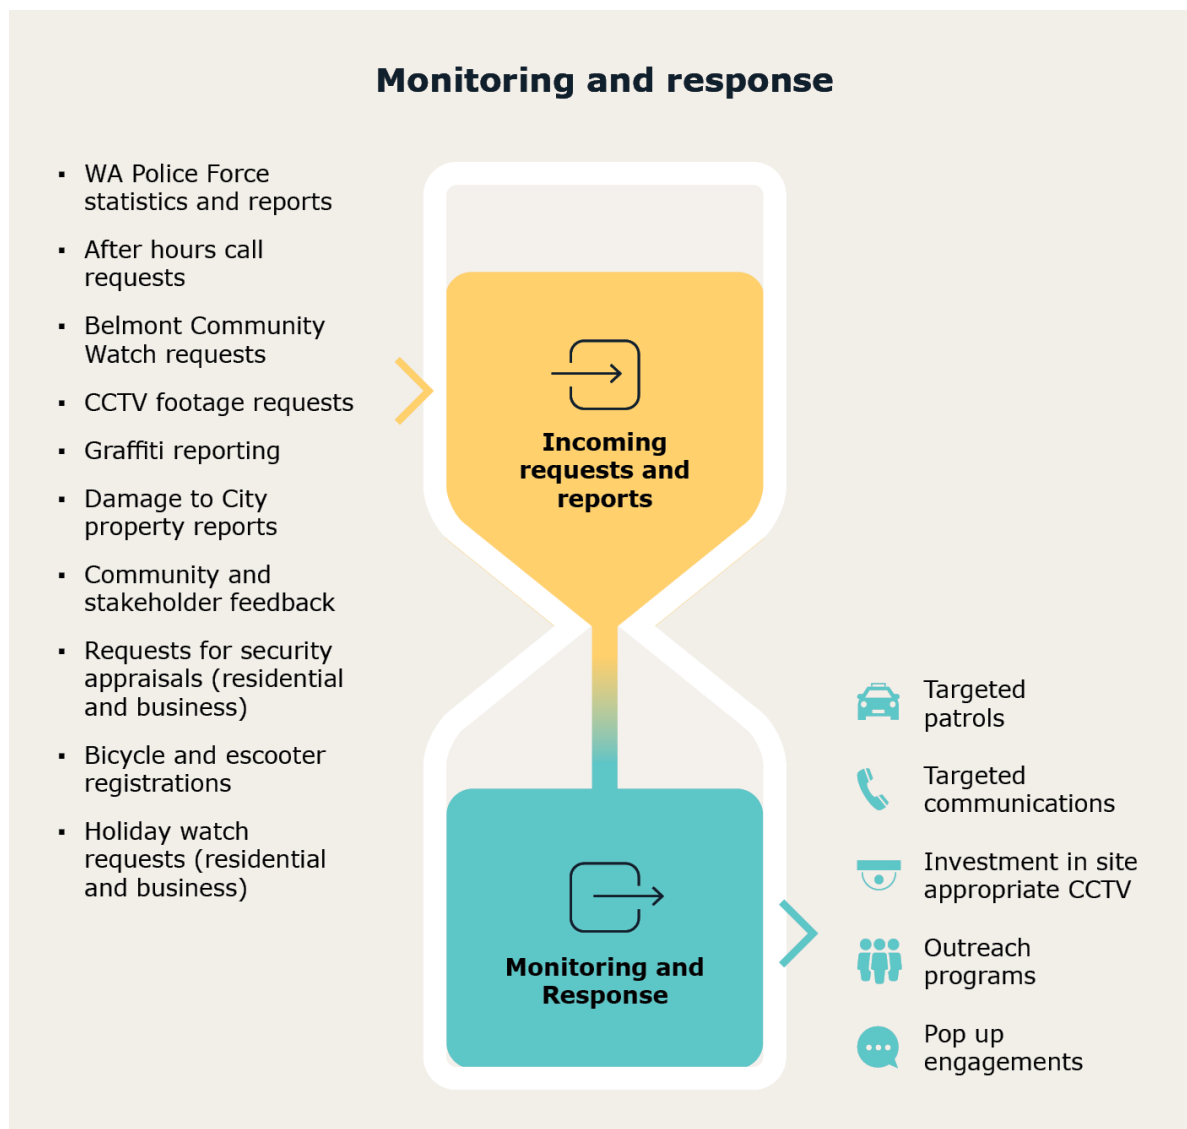 Monitoring and response
▪ WA Police Force
statistics and reports
▪ After hours call
requests
▪ Belmont Community
Watch requests
▪ CCTV footage requests
▪ Graffiti reporting
▪ Damage to City
property reports
▪ Community and
stakeholder feedback
▪ Requests for security
appraisals (residential
and business)
▪ Bicycle and escooter
registrations
▪ Holiday watch
requests (residential
and business)
Incoming
requests and
reports
Monitoring and
Response
Targeted
patrols
Targeted
communications
Investment in site
appropriate CCTV
Outreach
programs
Pop up
engagements